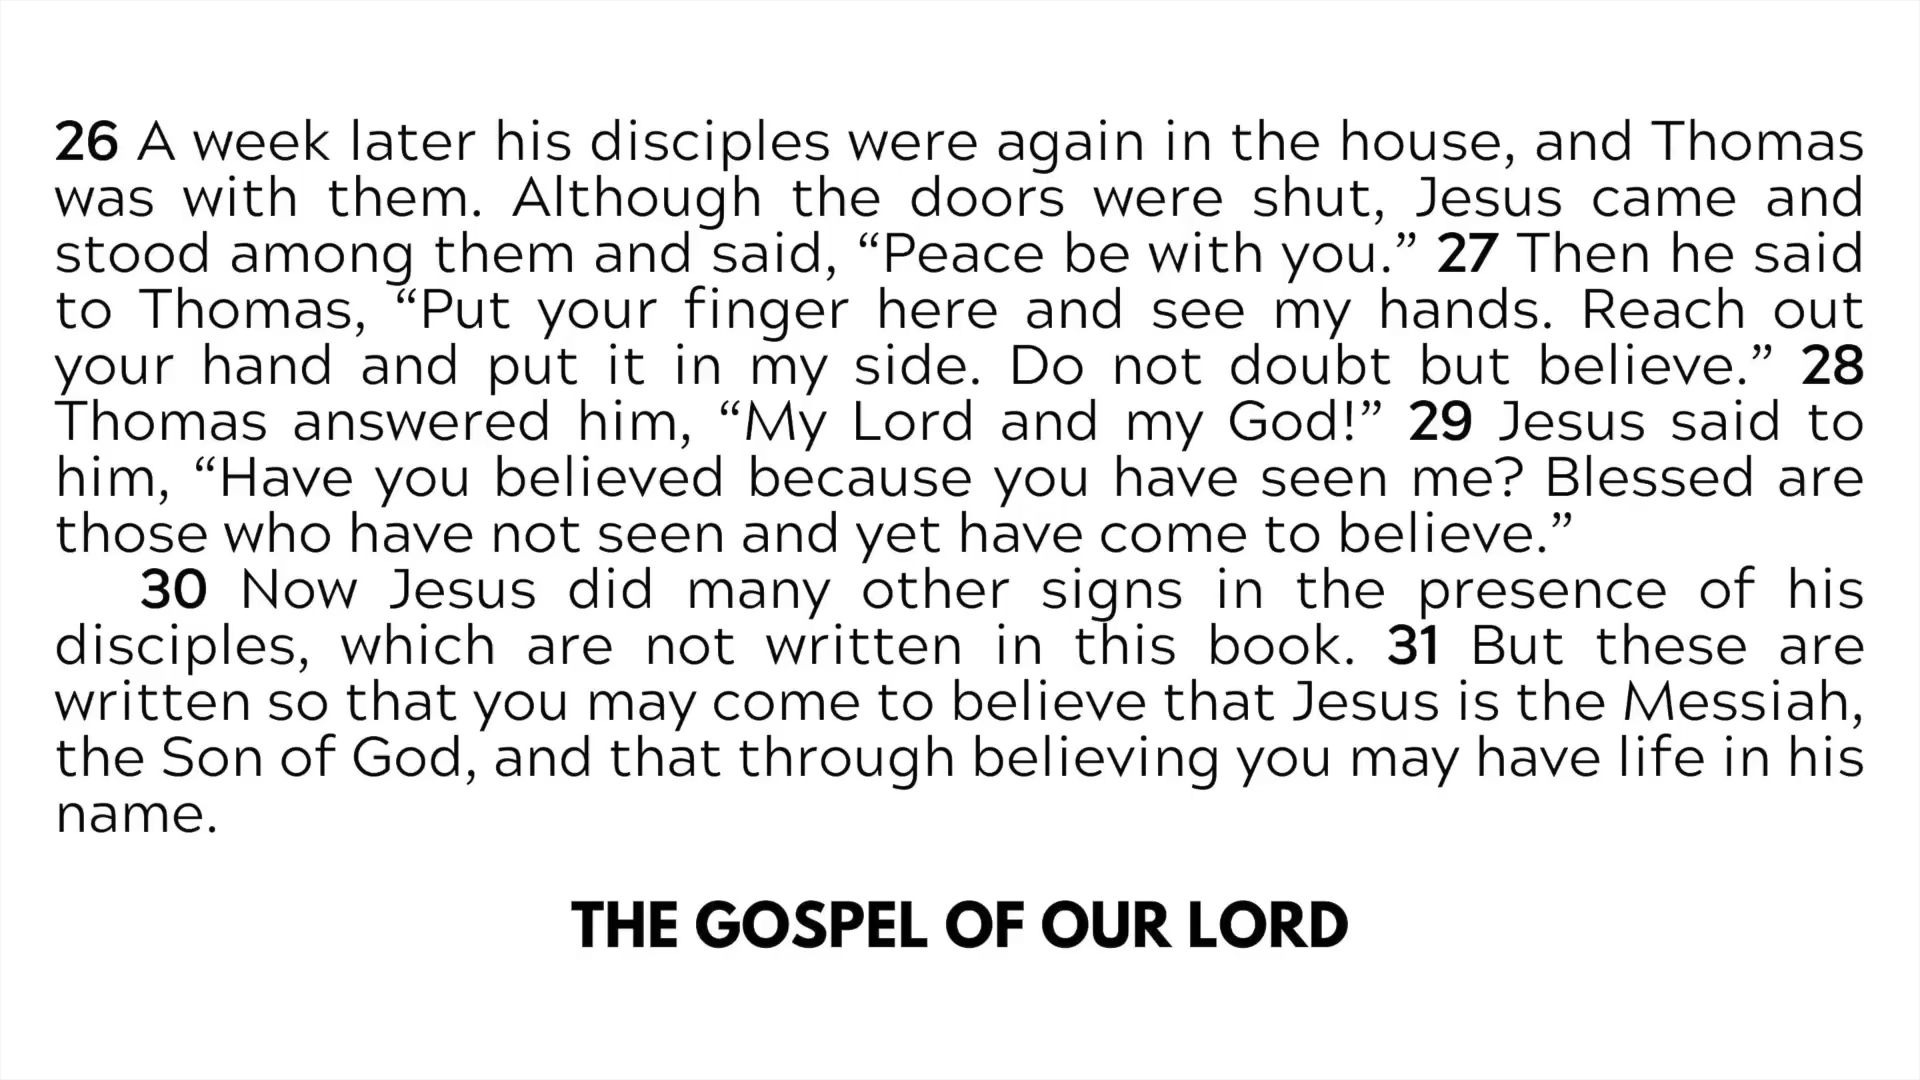 26 A week later his disciples were again in the house, and Thomas
was with them. Although the doors were shut, Jesus came and
stood among them and said, “Peace be with you.” 27 Then he said
to Thomas, “Put your finger here and see my hands. Reach out
your hand and put it in my side. Do not doubt but believe.” 28
Thomas answered him, “My Lord and my God!” 29 Jesus said to
him, “Have you believed because you have seen me? Blessed are
those who have not seen and yet have come to believe.”
30 Now Jesus did many other signs in the presence of his
disciples, which are not written in this book. 31 But these are
written so that you may come to believe that Jesus is the Messiah,
the Son of God, and that through believing you may have life in his
name.
THE GOSPEL OF OUR LORD